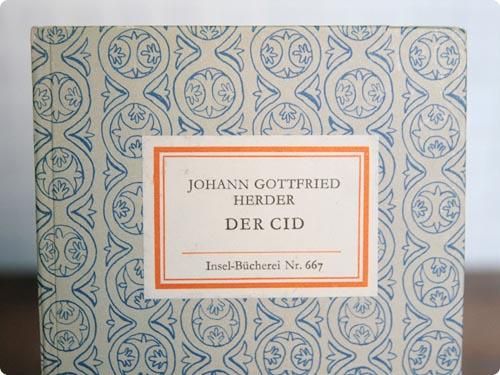 JOHANN GOTTFRIED
HERDER
DER CID
Insel-Bücherei Nr. 667